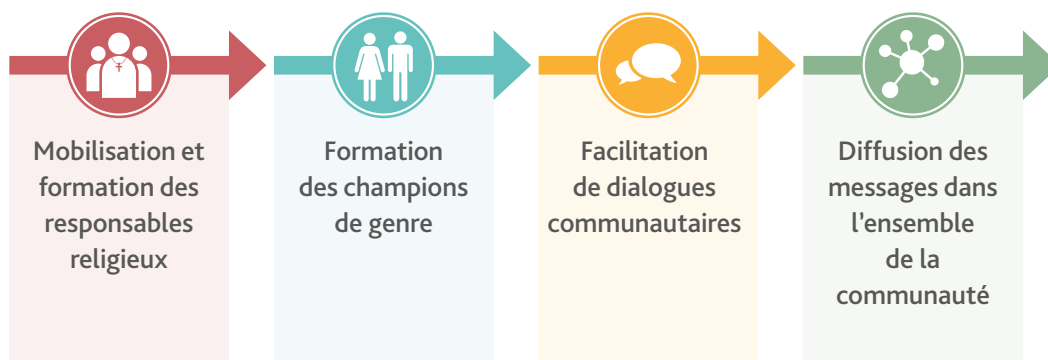 Mobilisation et
formation des
responsables
religieux
Formation
des champions
de genre
Facilitation
de dialogues
communautaires
Diffusion des
messages dans
l'ensemble
de la
communauté